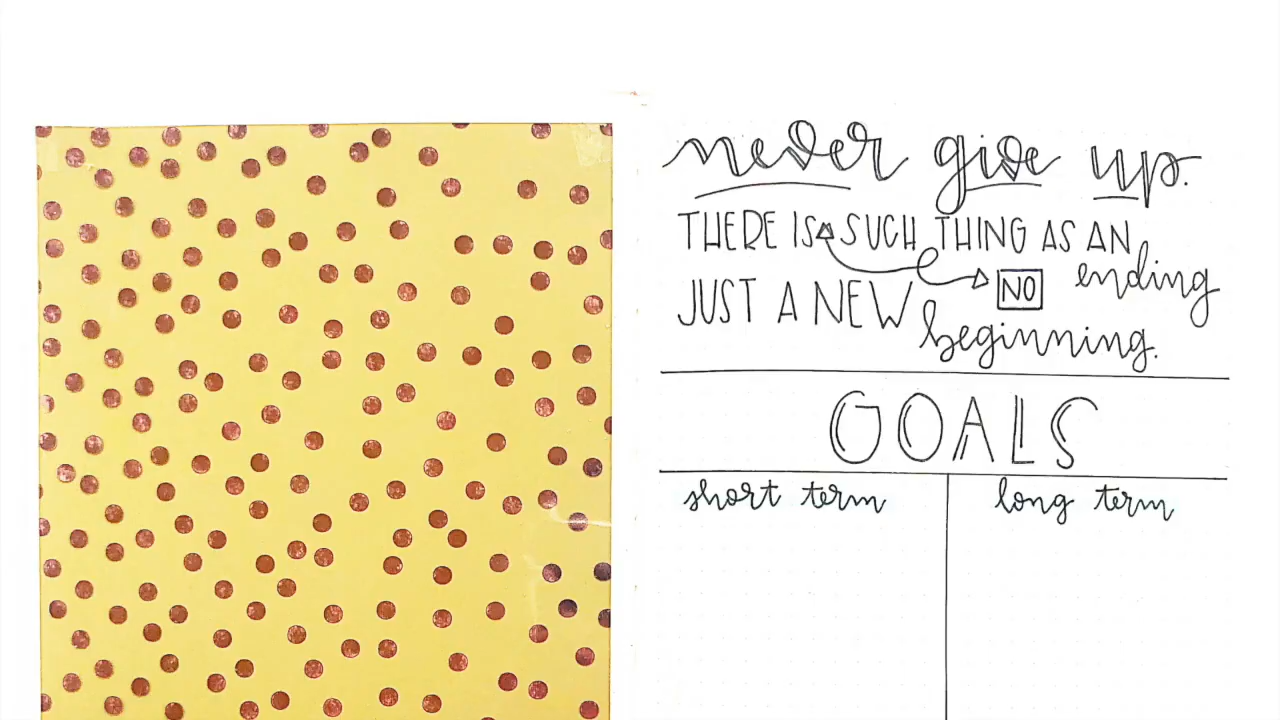 never give up.
THERE IS SUCH THING AS AN
ending
NO
JUST A NEW
beginning.
GOALS
short term
long term